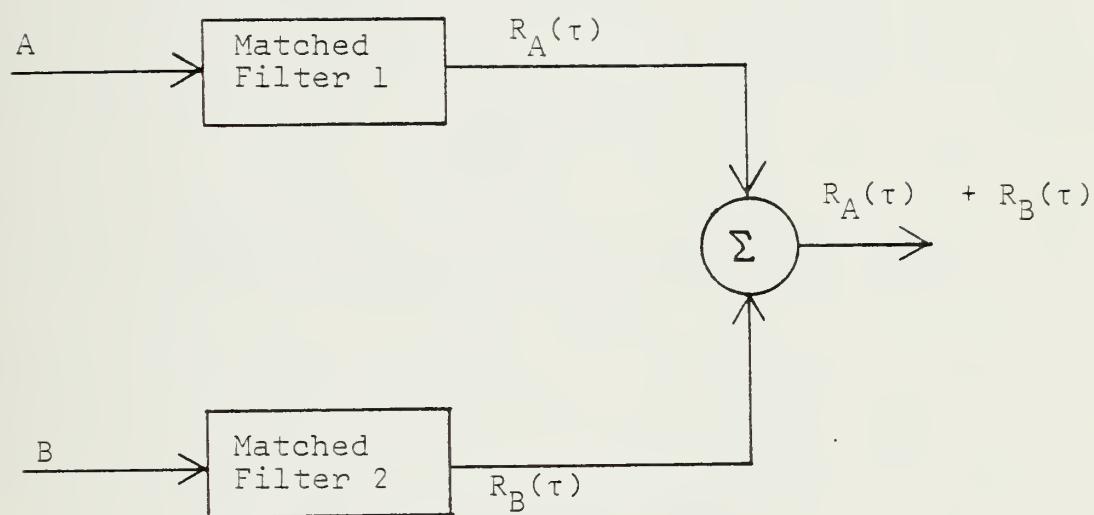 A
Matched
Filter 1
R_A(τ)
R_A(τ) + R_B(τ)
Σ
B
Matched
Filter 2
R_B(τ)